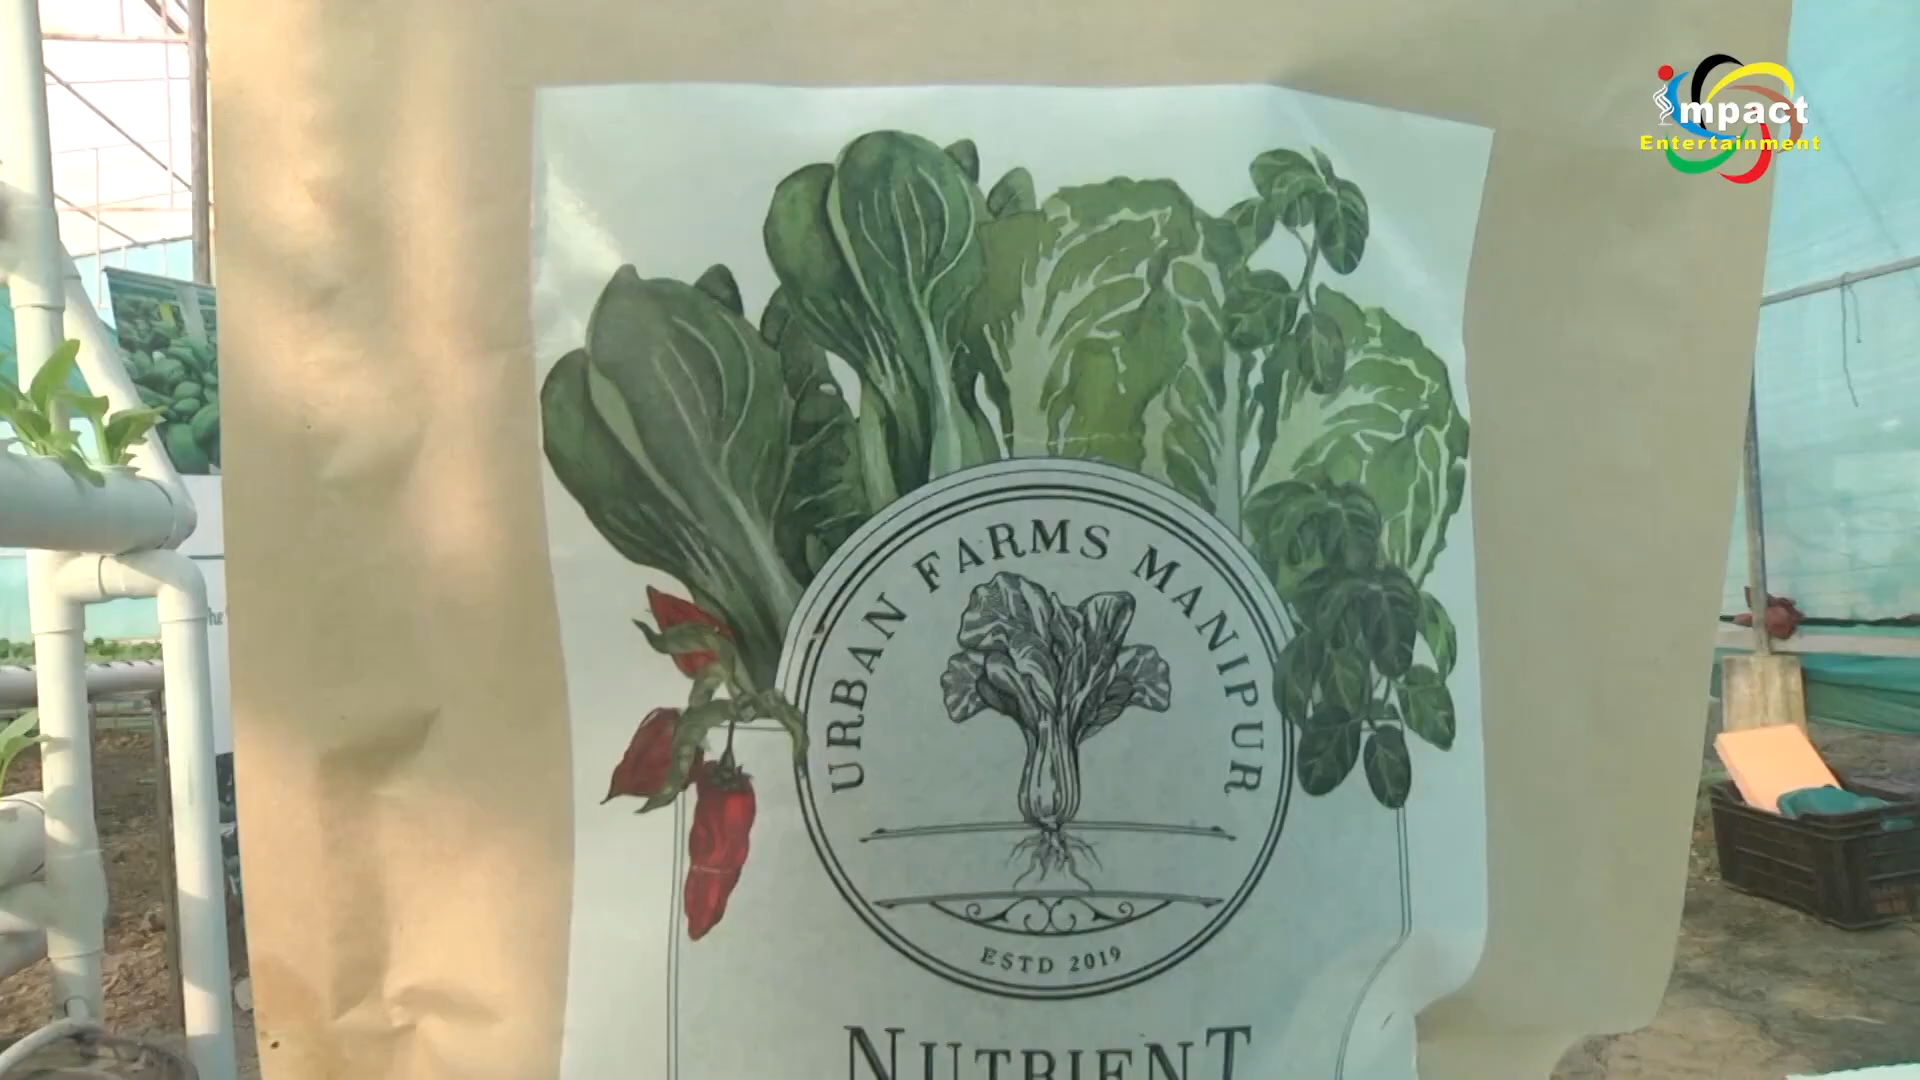 impact
Entertainment
URBAN FARMS MANIPUR
ESTD 2019
NUTRIENT